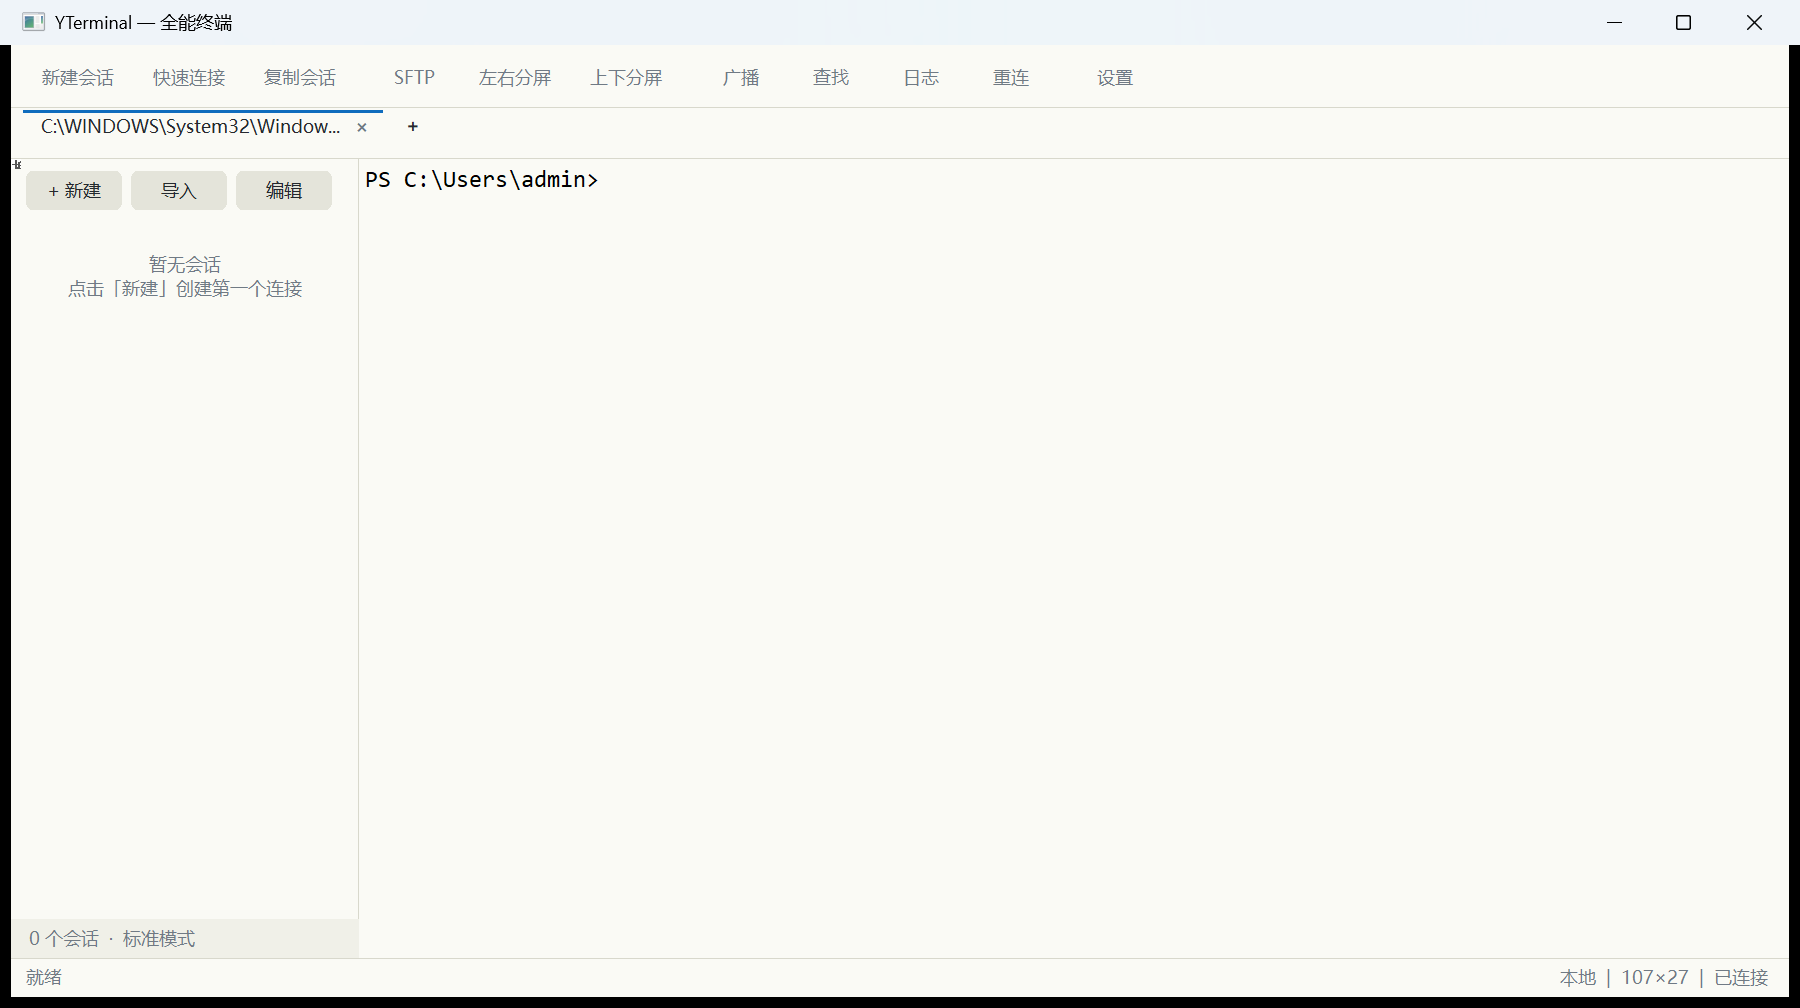 YTerminal — 全能终端
新建会话 快速连接 复制会话 SFTP 左右分屏 上下分屏 广播 查找 日志 重连 设置
C:\WINDOWS\System32\Window... × +
+ 新建 导入 编辑
暂无会话
点击「新建」创建第一个连接
PS C:\Users\admin>
0 个会话 · 标准模式
就绪 本地 | 107×27 | 已连接